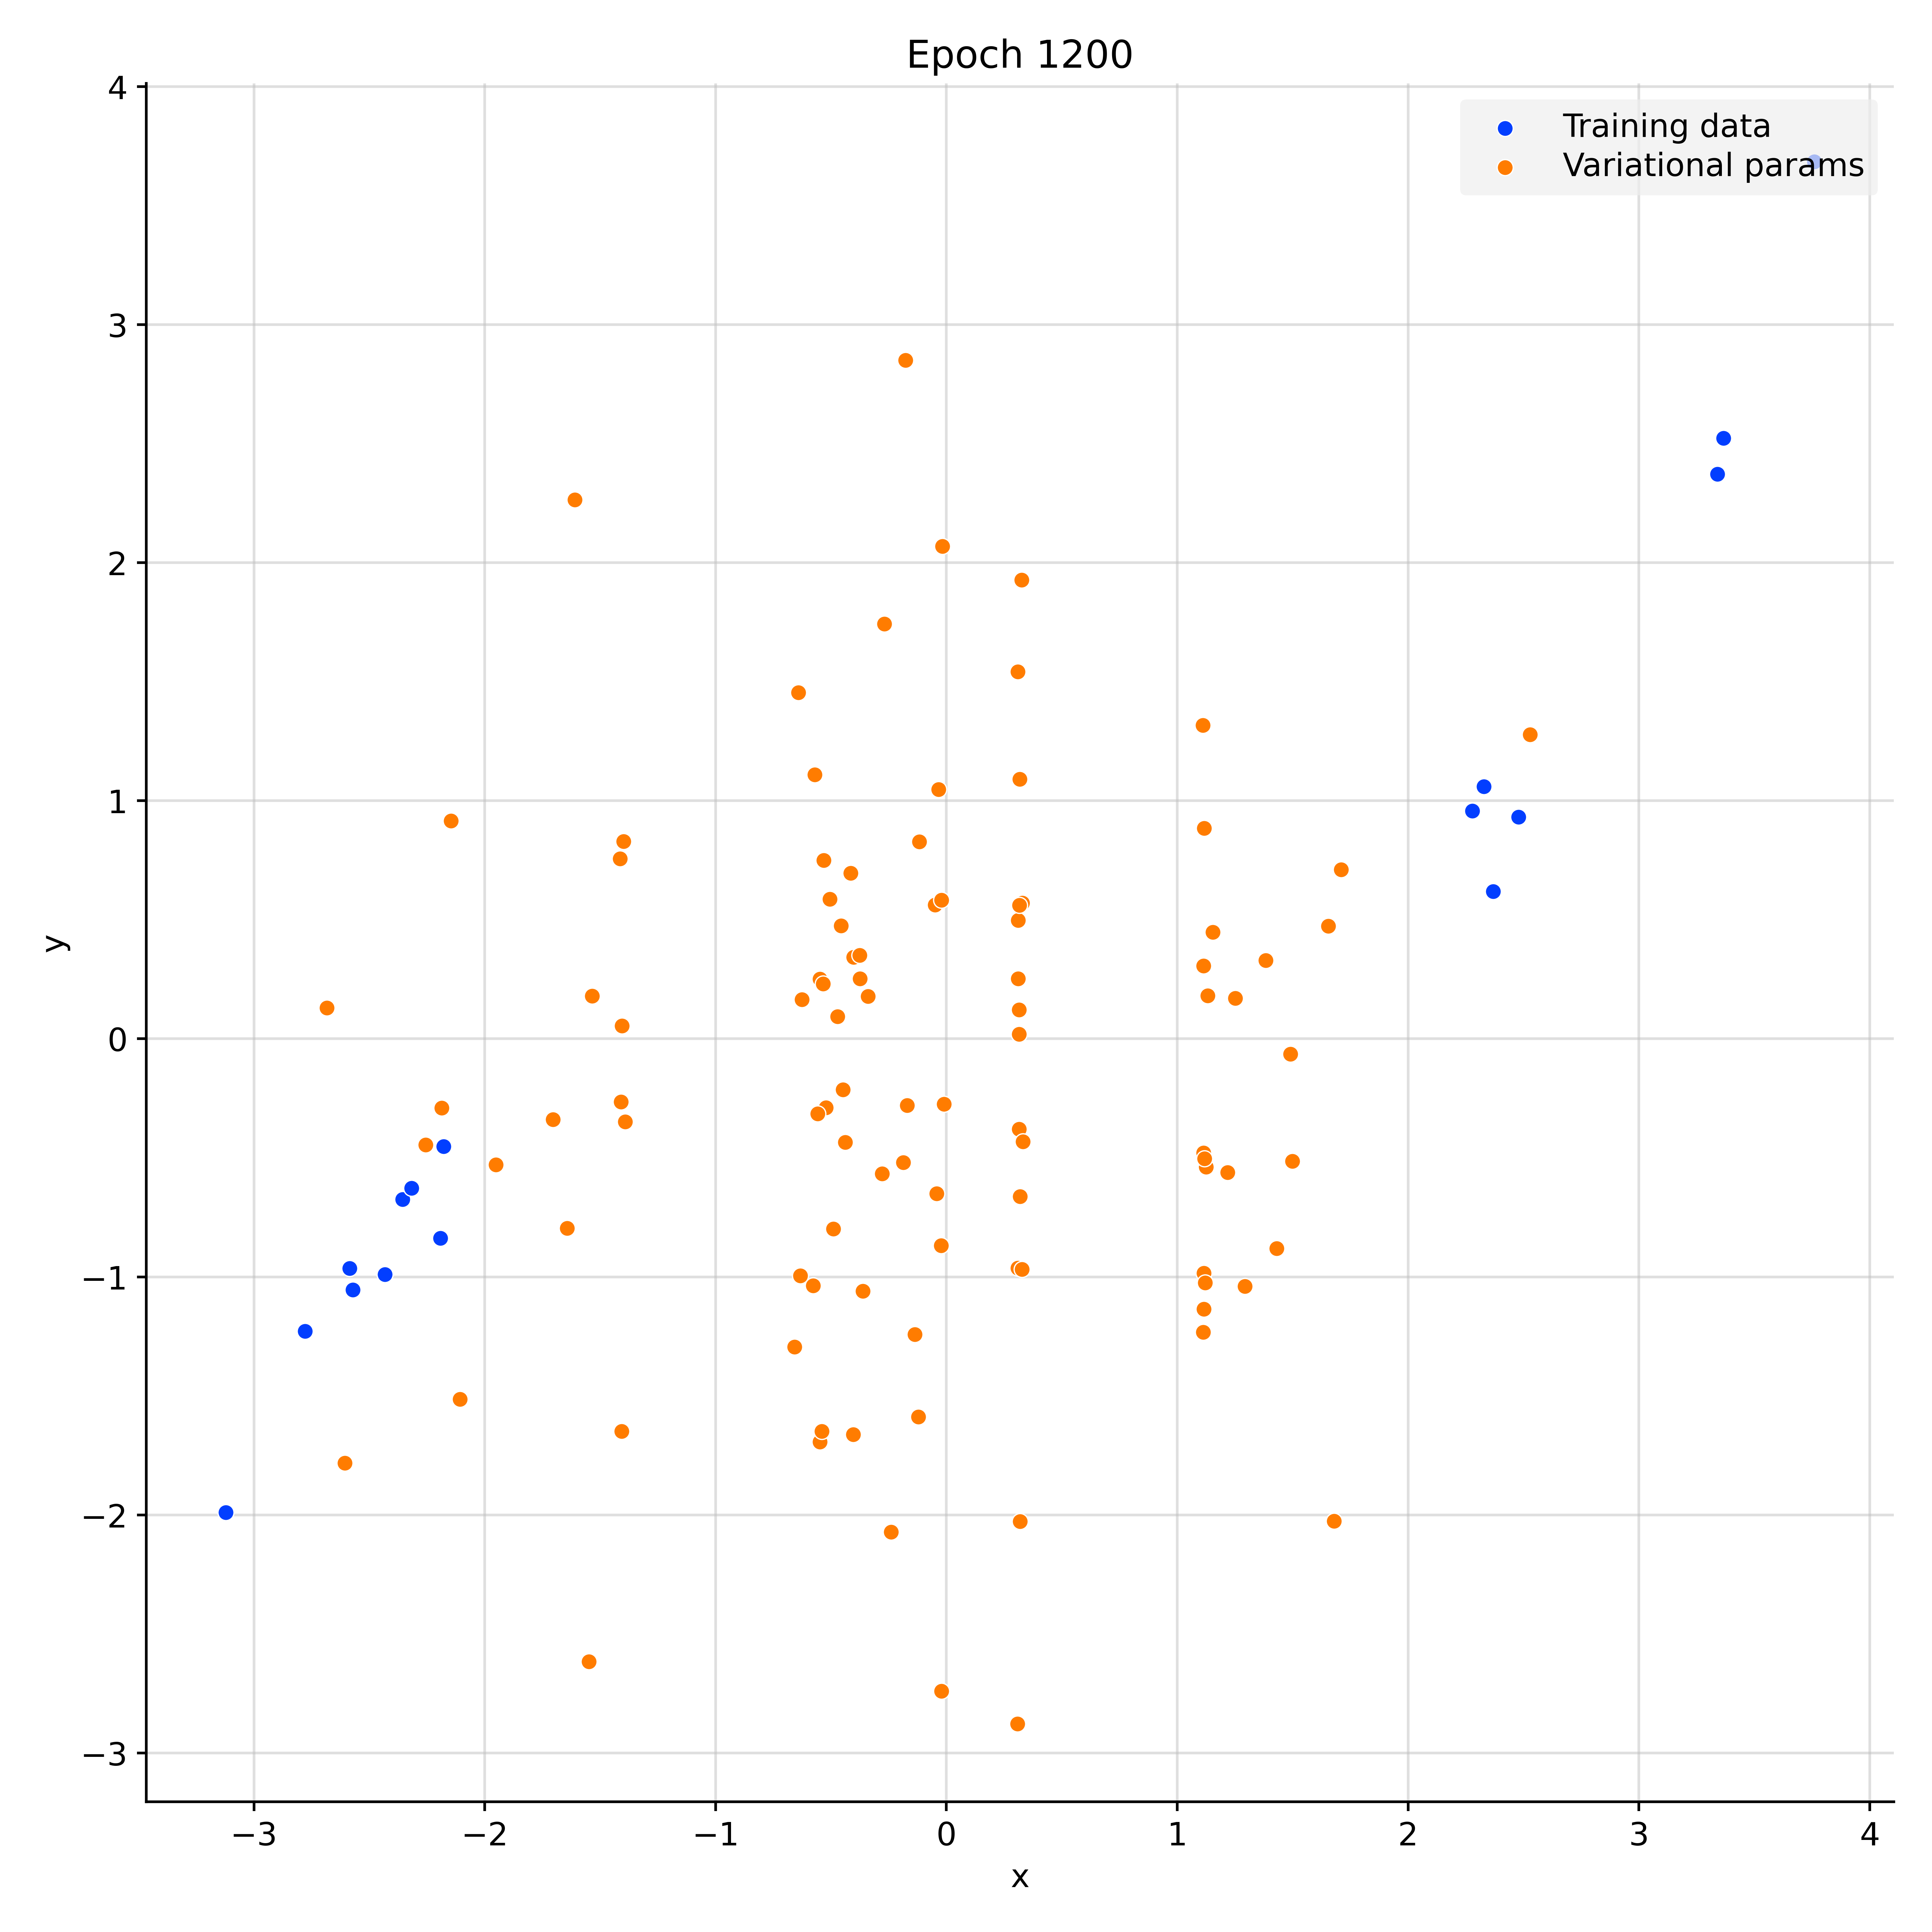 Epoch 1200
Training data
Variational params
4
3
2
1
0
−1
−2
−3
y
−3 −2 −1 0 1 2 3 4
x